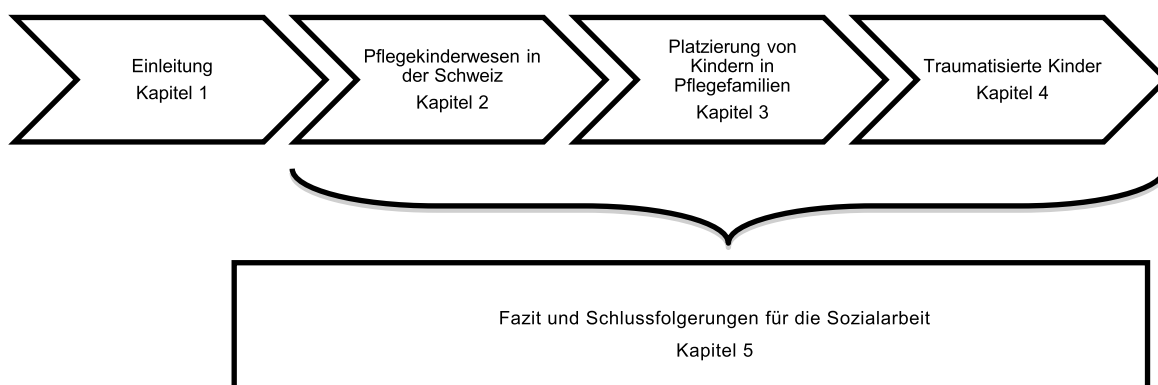 Einleitung
Kapitel 1
Pflegekinderwesen in
der Schweiz
Kapitel 2
Platzierung von
Kindern in
Pflegefamilien
Kapitel 3
Traumatisierte Kinder
Kapitel 4
Fazit und Schlussfolgerungen für die Sozialarbeit
Kapitel 5